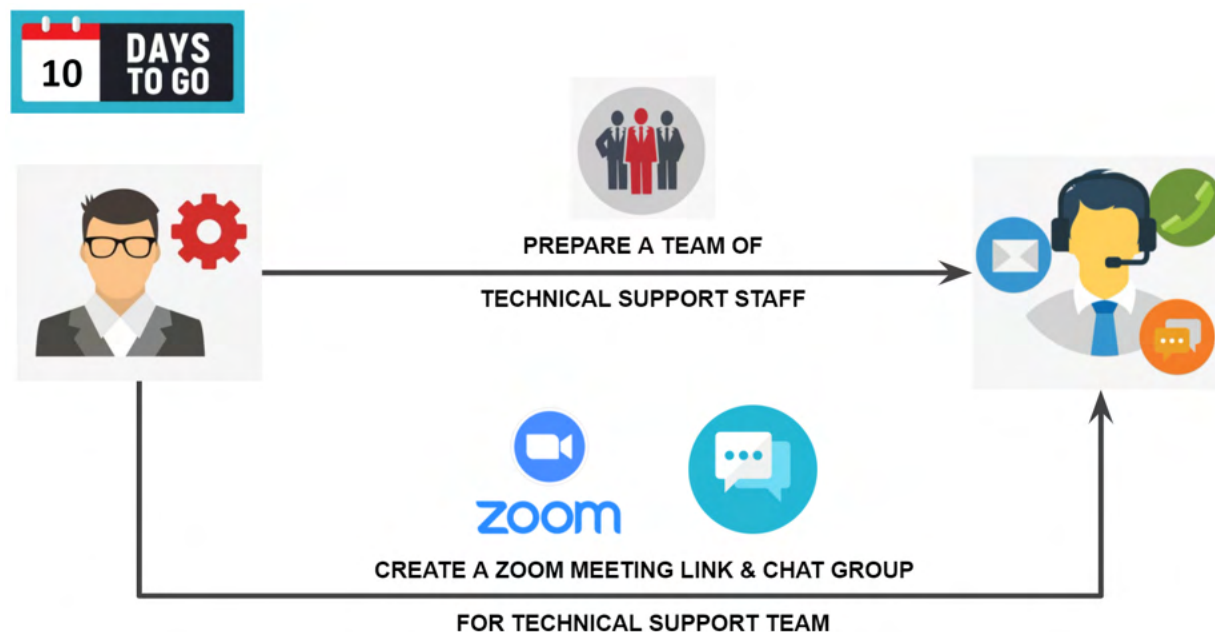 10
DAYS
TO GO
PREPARE A TEAM OF
TECHNICAL SUPPORT STAFF
zoom
CREATE A ZOOM MEETING LINK & CHAT GROUP
FOR TECHNICAL SUPPORT TEAM